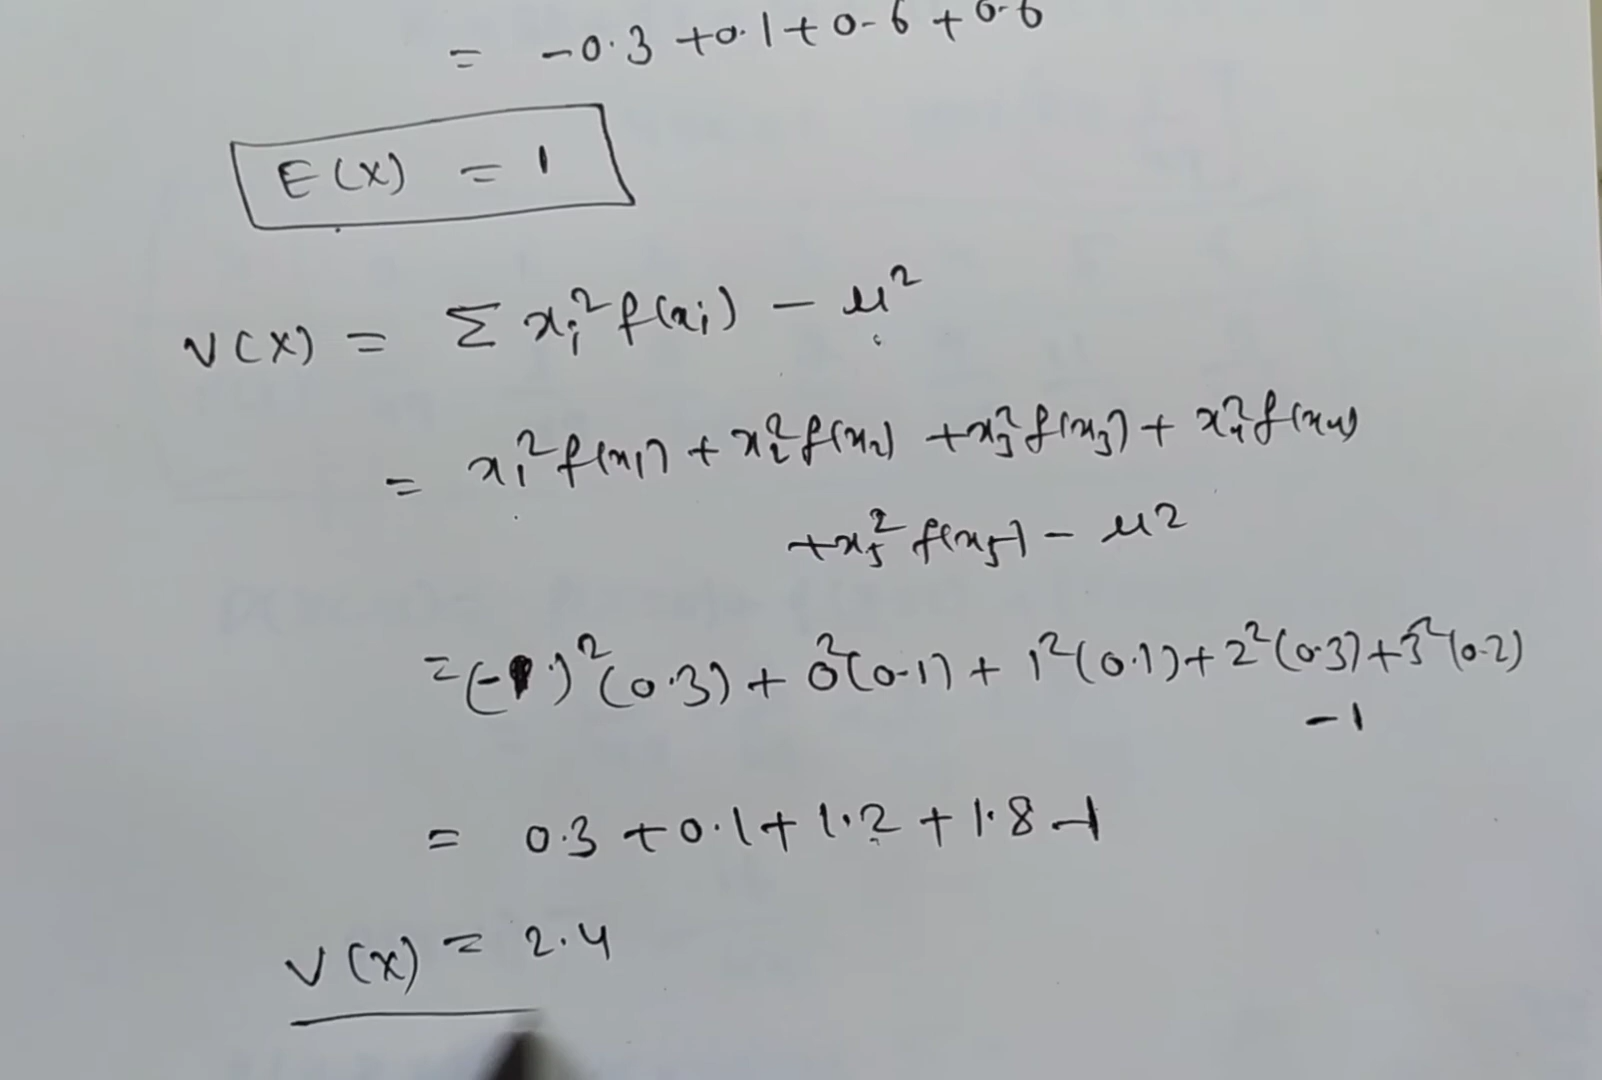 = -0.3 +0.1+0.6+0.6
E(X) = 1
V(X) = Σ xᵢ² f(xᵢ) - μ²
= x₁² f(x₁) + x₂² f(x₂) + x₃² f(x₃) + x₄² f(x₄)
+ x₅² f(x₅) - μ²
= (-1)² (0.3) + 0² (0.1) + 1² (0.1) + 2² (0.3) + 3² (0.2)
- 1
= 0.3 + 0.1 + 1.2 + 1.8 - 1
V(X) = 2.4